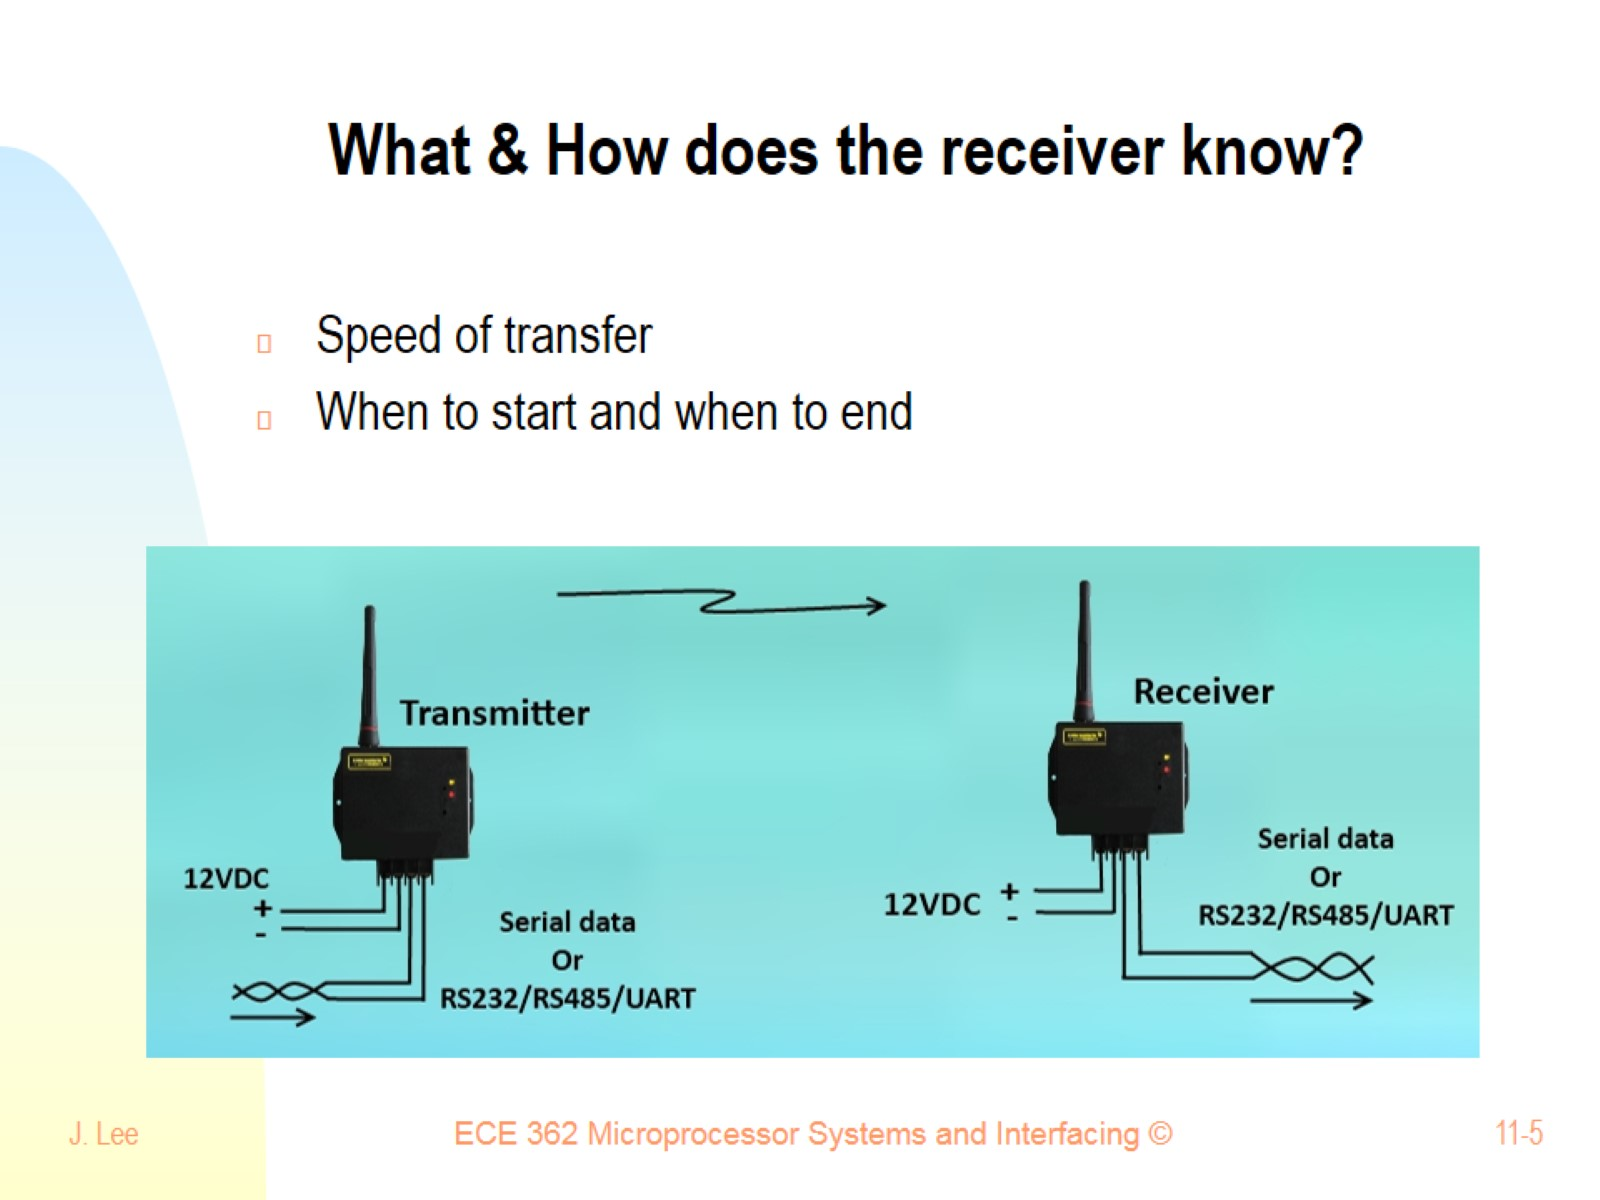 What & How does the receiver know?
Speed of transfer
When to start and when to end
Transmitter
Receiver
12VDC
+
-
Serial data
Or
RS232/RS485/UART
12VDC
+
-
Serial data
Or
RS232/RS485/UART
J. Lee
ECE 362 Microprocessor Systems and Interfacing ©
11-5